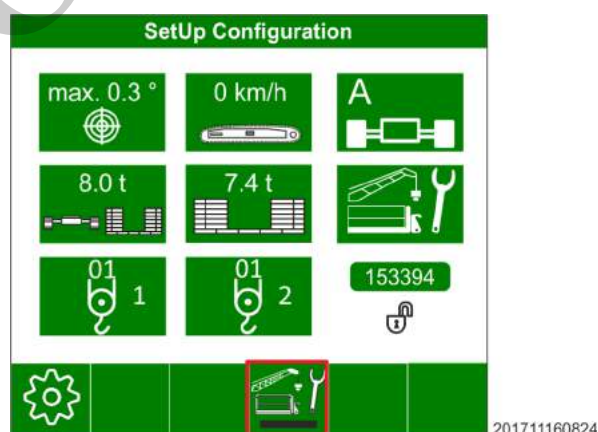 SetUp Configuration
max. 0.3 °
0 km/h
A
8.0 t
7.4 t
01
1
01
2
153394
201711160824